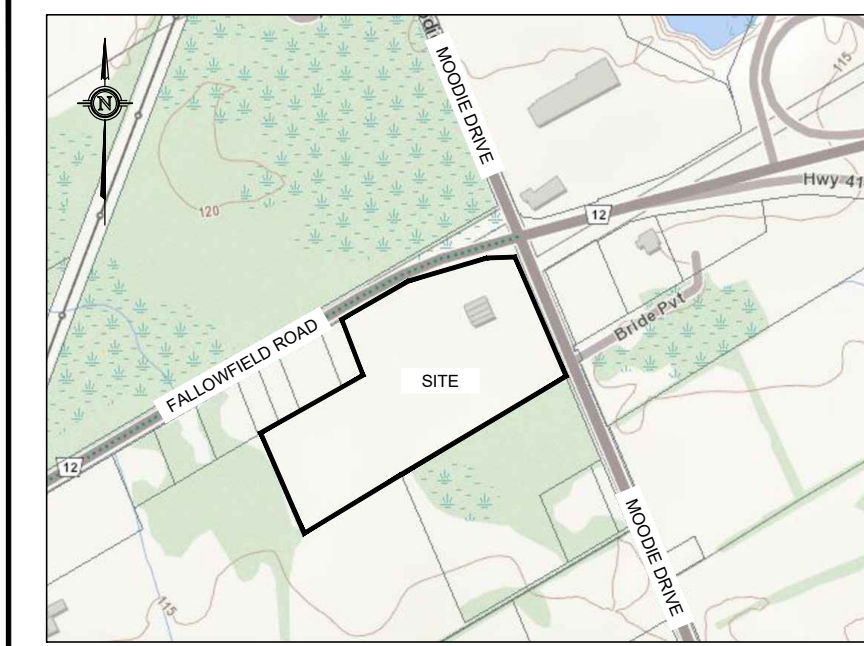 MOODIE DRIVE
115
N
Hwy 41
12
120
Bride Pvt
FALLOWFIELD ROAD
SITE
12
MOODIE DRIVE
115